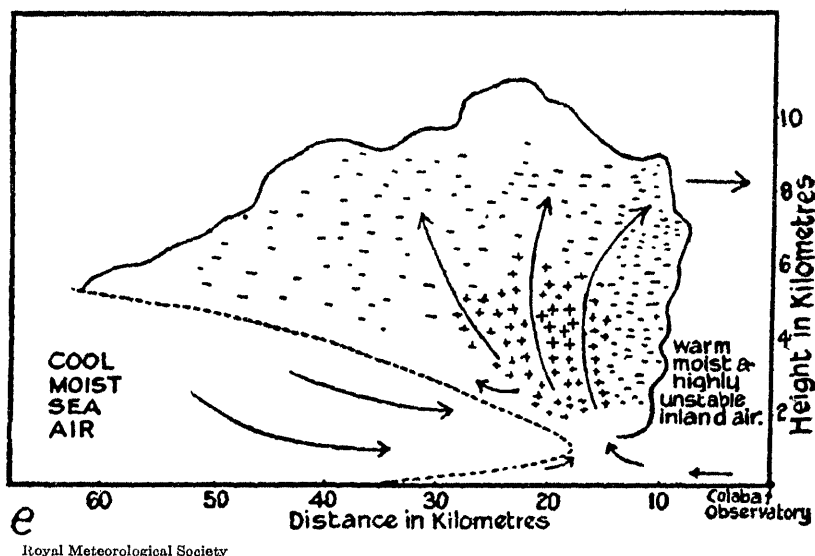 10
8
6
4
2
Height in Kilometres
COOL
MOIST
SEA
AIR
warm
moist &
highly
unstable
inland air.
60
50
40
30
20
10
Colaba
Observatory
Distance in Kilometres
e
Royal Meteorological Society